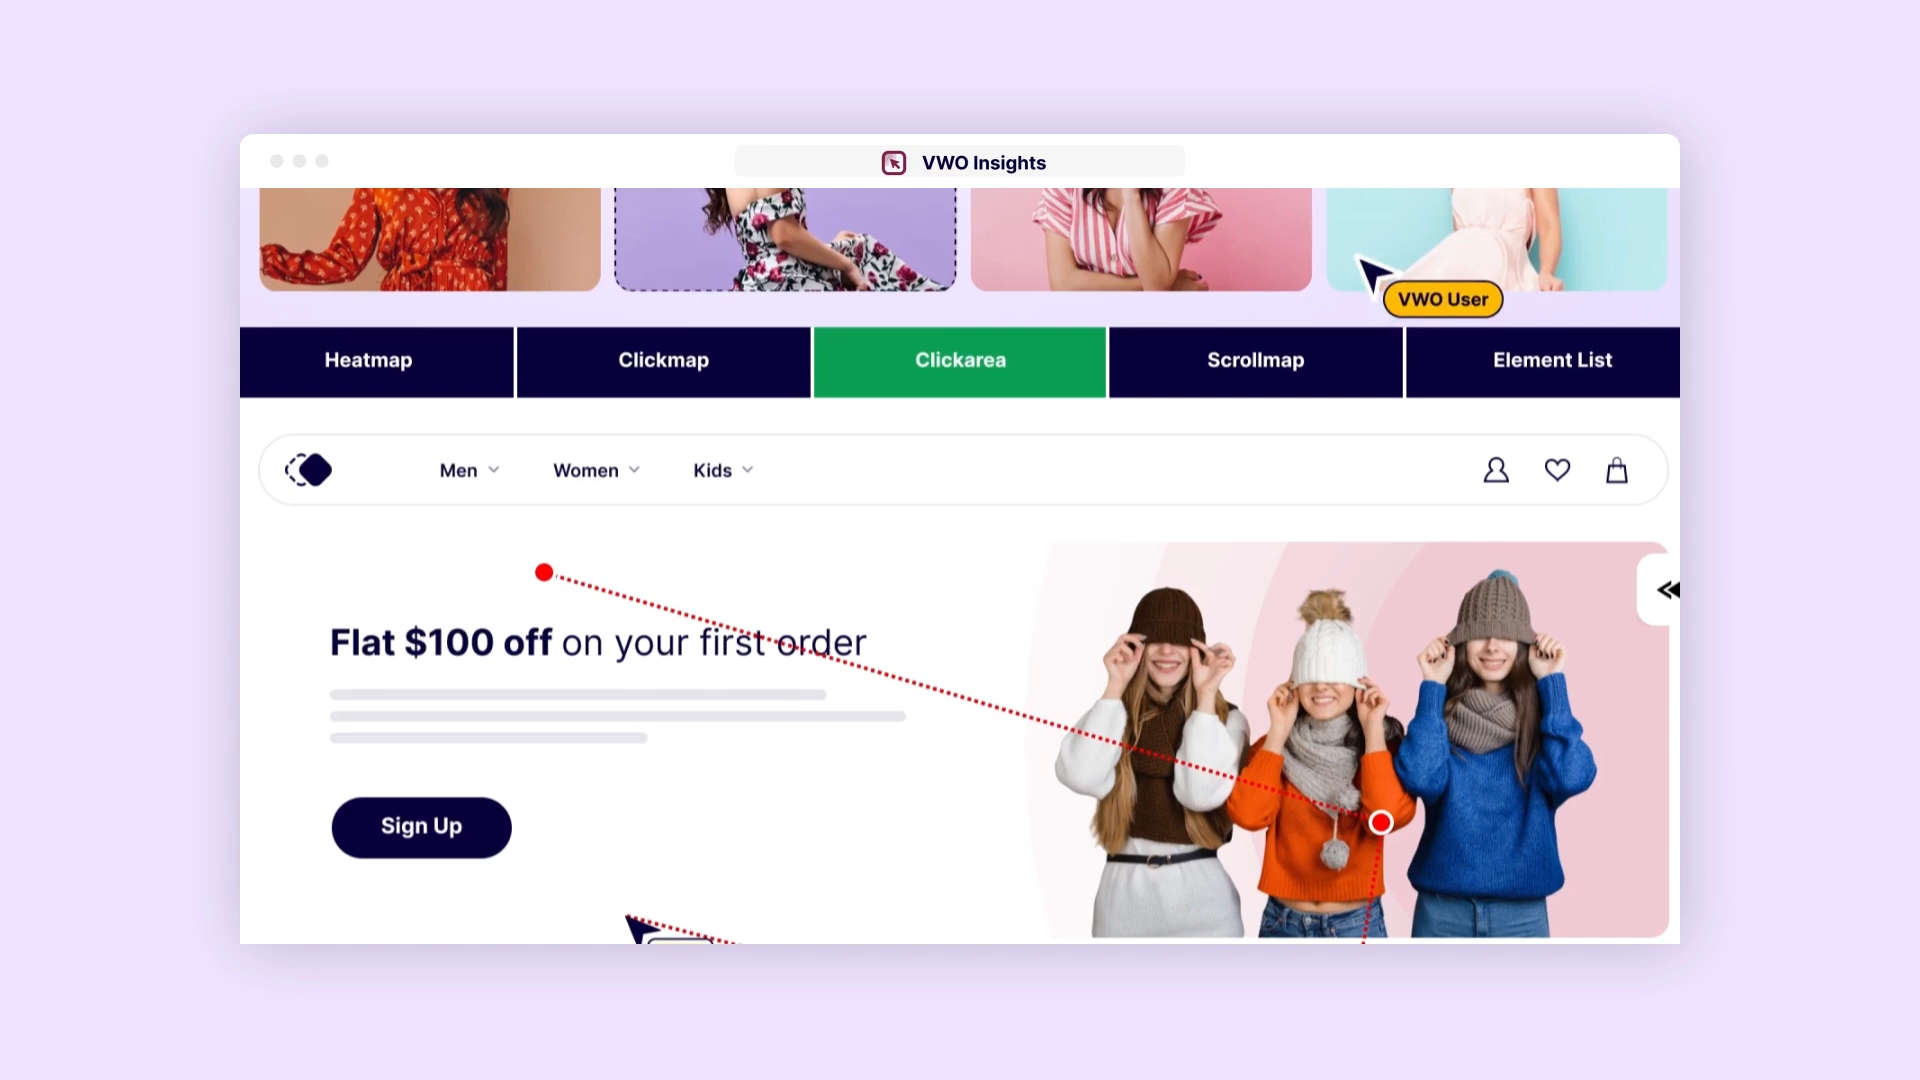 VWO Insights
VWO User
Heatmap
Clickmap
Clickarea
Scrollmap
Element List
Men
Women
Kids
Flat $100 off on your first order
Sign Up